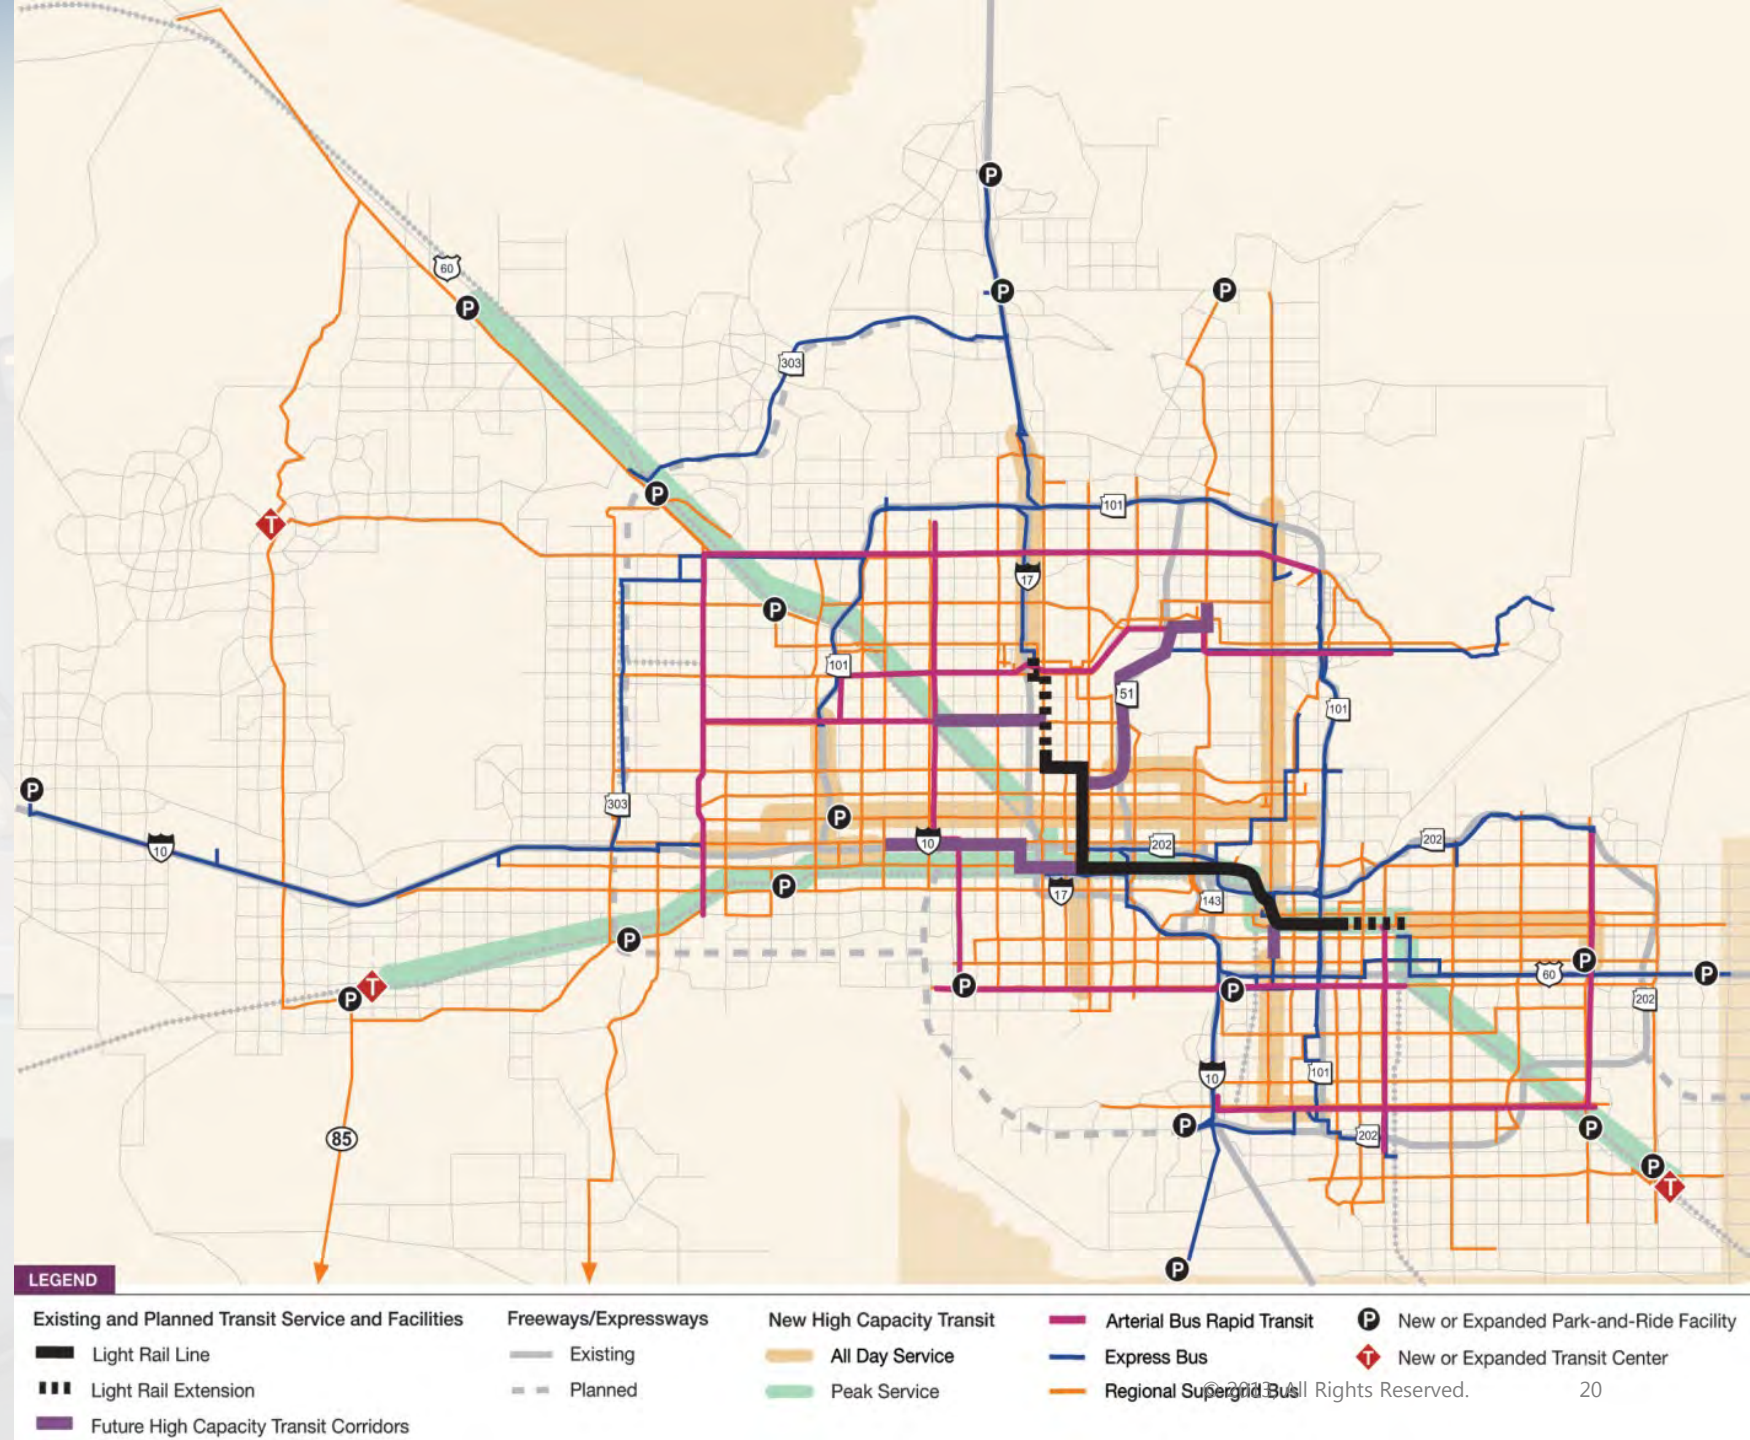 P
P
P
60
P
303
P
101
T
17
P
101
51
101
P
303
P
10
10
202
202
P
17
143
P
T
P
P
P
P
60
P
202
10
101
85
P
202
P
P
T
P
LEGEND
Existing and Planned Transit Service and Facilities
Light Rail Line
Light Rail Extension
Future High Capacity Transit Corridors
Freeways/Expressways
Existing
Planned
New High Capacity Transit
All Day Service
Peak Service
Arterial Bus Rapid Transit
Express Bus
Regional Supergrid Bus
P New or Expanded Park-and-Ride Facility
T New or Expanded Transit Center
© 2013, All Rights Reserved.
20